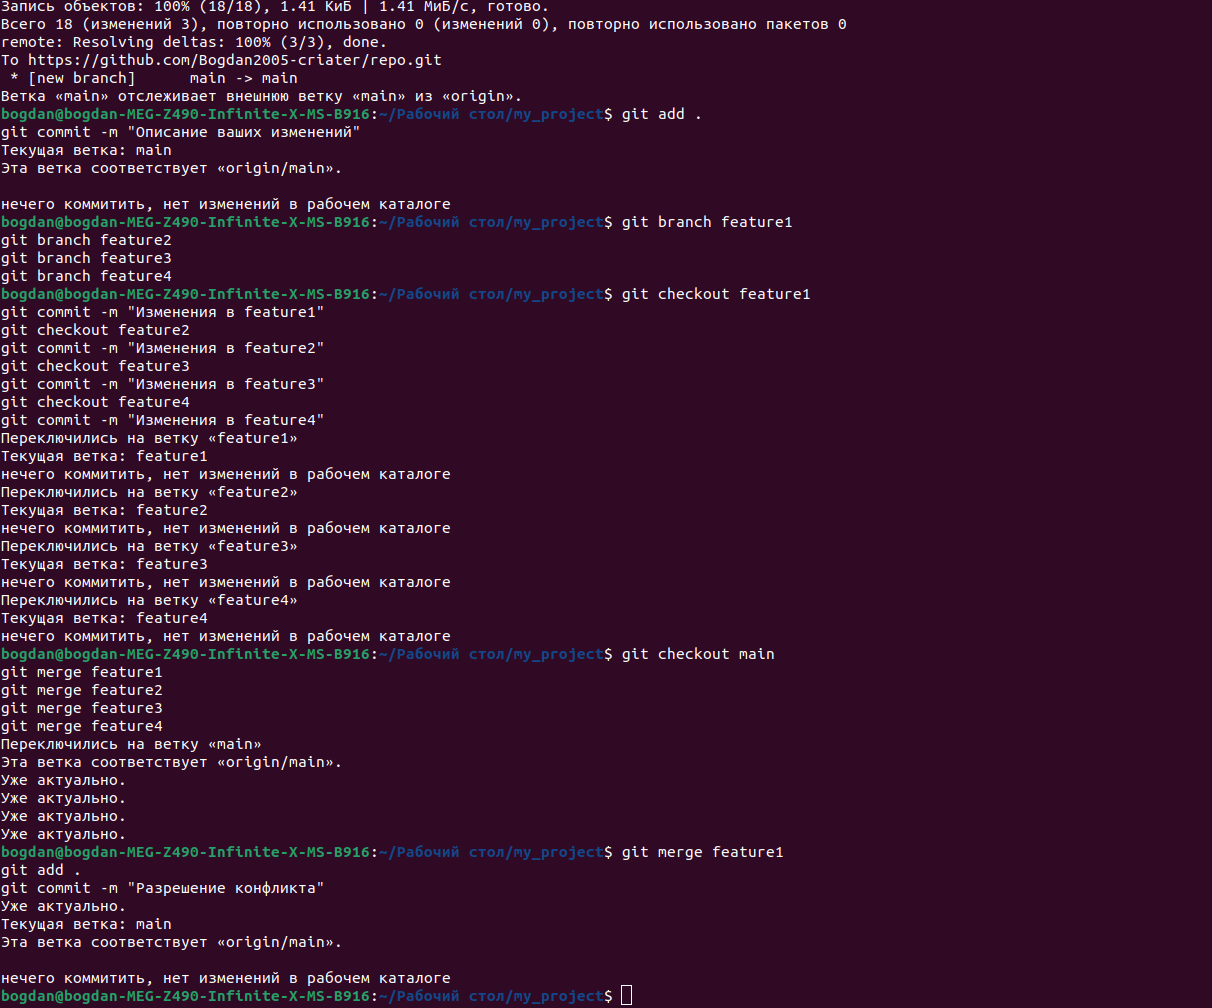 Запись объектов: 100% (18/18), 1.41 КиБ | 1.41 МиБ/с, готово.
Всего 18 (изменений 3), повторно использовано 0 (изменений 0), повторно использовано пакетов 0
remote: Resolving deltas: 100% (3/3), done.
To https://github.com/Bogdan2005-criater/repo.git
 * [new branch]      main -> main
Ветка «main» отслеживает внешнюю ветку «main» из «origin».
bogdan@bogdan-MEG-Z490-Infinite-X-MS-B916:~/Рабочий стол/my_project$ git add .
git commit -m "Описание ваших изменений"
Текущая ветка: main
Эта ветка соответствует «origin/main».

нечего коммитить, нет изменений в рабочем каталоге
bogdan@bogdan-MEG-Z490-Infinite-X-MS-B916:~/Рабочий стол/my_project$ git branch feature1
git branch feature2
git branch feature3
git branch feature4
bogdan@bogdan-MEG-Z490-Infinite-X-MS-B916:~/Рабочий стол/my_project$ git checkout feature1
git commit -m "Изменения в feature1"
git checkout feature2
git commit -m "Изменения в feature2"
git checkout feature3
git commit -m "Изменения в feature3"
git checkout feature4
git commit -m "Изменения в feature4"
Переключились на ветку «feature1»
Текущая ветка: feature1
нечего коммитить, нет изменений в рабочем каталоге
Переключились на ветку «feature2»
Текущая ветка: feature2
нечего коммитить, нет изменений в рабочем каталоге
Переключились на ветку «feature3»
Текущая ветка: feature3
нечего коммитить, нет изменений в рабочем каталоге
Переключились на ветку «feature4»
Текущая ветка: feature4
нечего коммитить, нет изменений в рабочем каталоге
bogdan@bogdan-MEG-Z490-Infinite-X-MS-B916:~/Рабочий стол/my_project$ git checkout main
git merge feature1
git merge feature2
git merge feature3
git merge feature4
Переключились на ветку «main»
Эта ветка соответствует «origin/main».
Уже актуально.
Уже актуально.
Уже актуально.
Уже актуально.
bogdan@bogdan-MEG-Z490-Infinite-X-MS-B916:~/Рабочий стол/my_project$ git merge feature1
git add .
git commit -m "Разрешение конфликта"
Уже актуально.
Текущая ветка: main
Эта ветка соответствует «origin/main».

нечего коммитить, нет изменений в рабочем каталоге
bogdan@bogdan-MEG-Z490-Infinite-X-MS-B916:~/Рабочий стол/my_project$